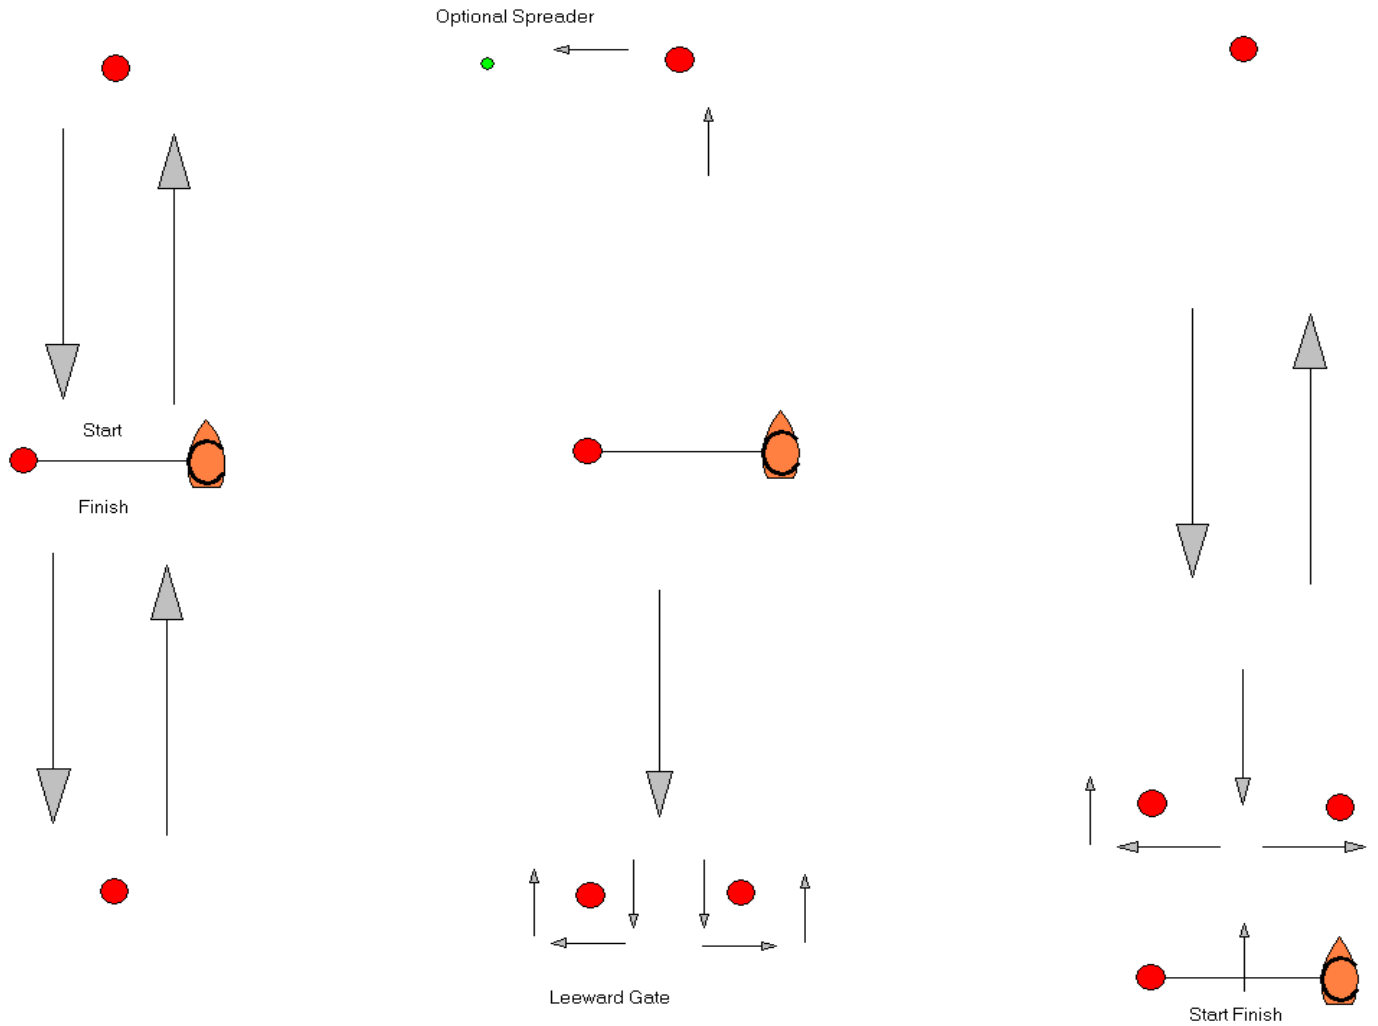 Optional Spreader
Start
Finish
Leeward Gate
Start Finish